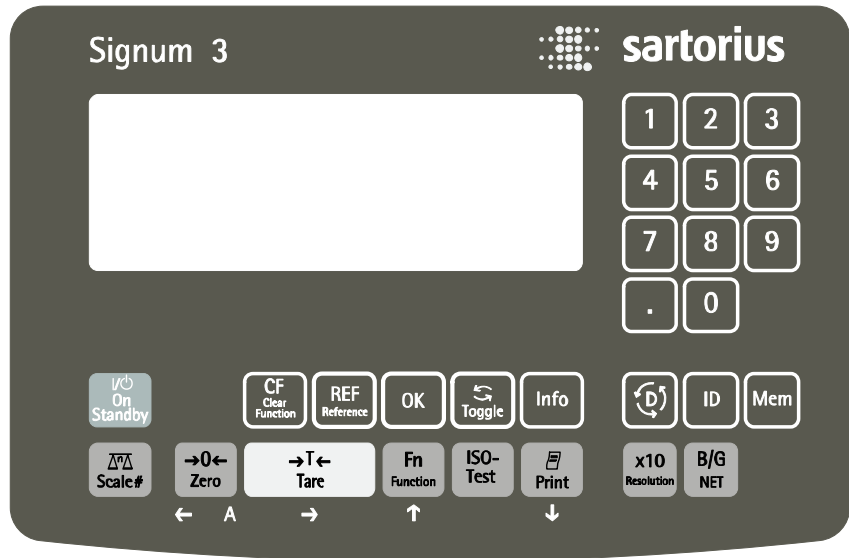 Signum 3
sartorius
1 2 3
4 5 6
7 8 9
. 0
I/⏻
On
Standby
CF
Clear
Function
REF
Reference
OK
Toggle
Info
D
ID
Mem
n
Scale#
→0←
Zero
→T←
Tare
Fn
Function
ISO-
Test
Print
x10
Resolution
B/G
NET
← A → ↑ ↓